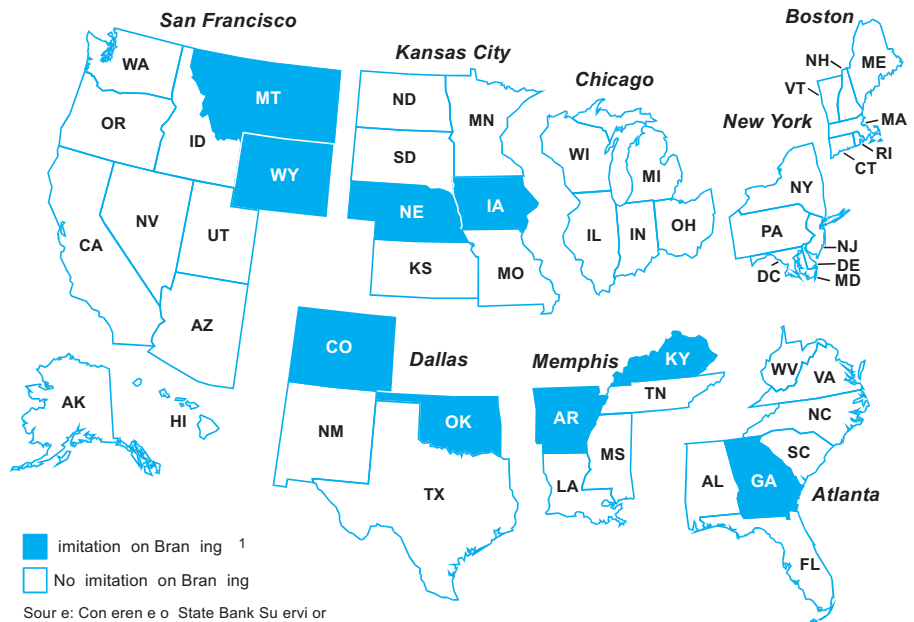 San Francisco
WA
OR
ID
MT
WY
NV
CA
UT
AZ
AK
HI
Kansas City
ND
MN
SD
NE
IA
KS
MO
Chicago
WI
MI
IL
IN
OH
Boston
NH
ME
VT
MA
RI
CT
New York
NY
PA
NJ
DE
MD
DC
Dallas
CO
NM
OK
TX
Memphis
KY
TN
AR
MS
LA
WV
VA
NC
SC
AL
GA
Atlanta
FL
imitation on Bran ing 1
No imitation on Bran ing
Sour e: Con eren e o State Bank Su ervi or